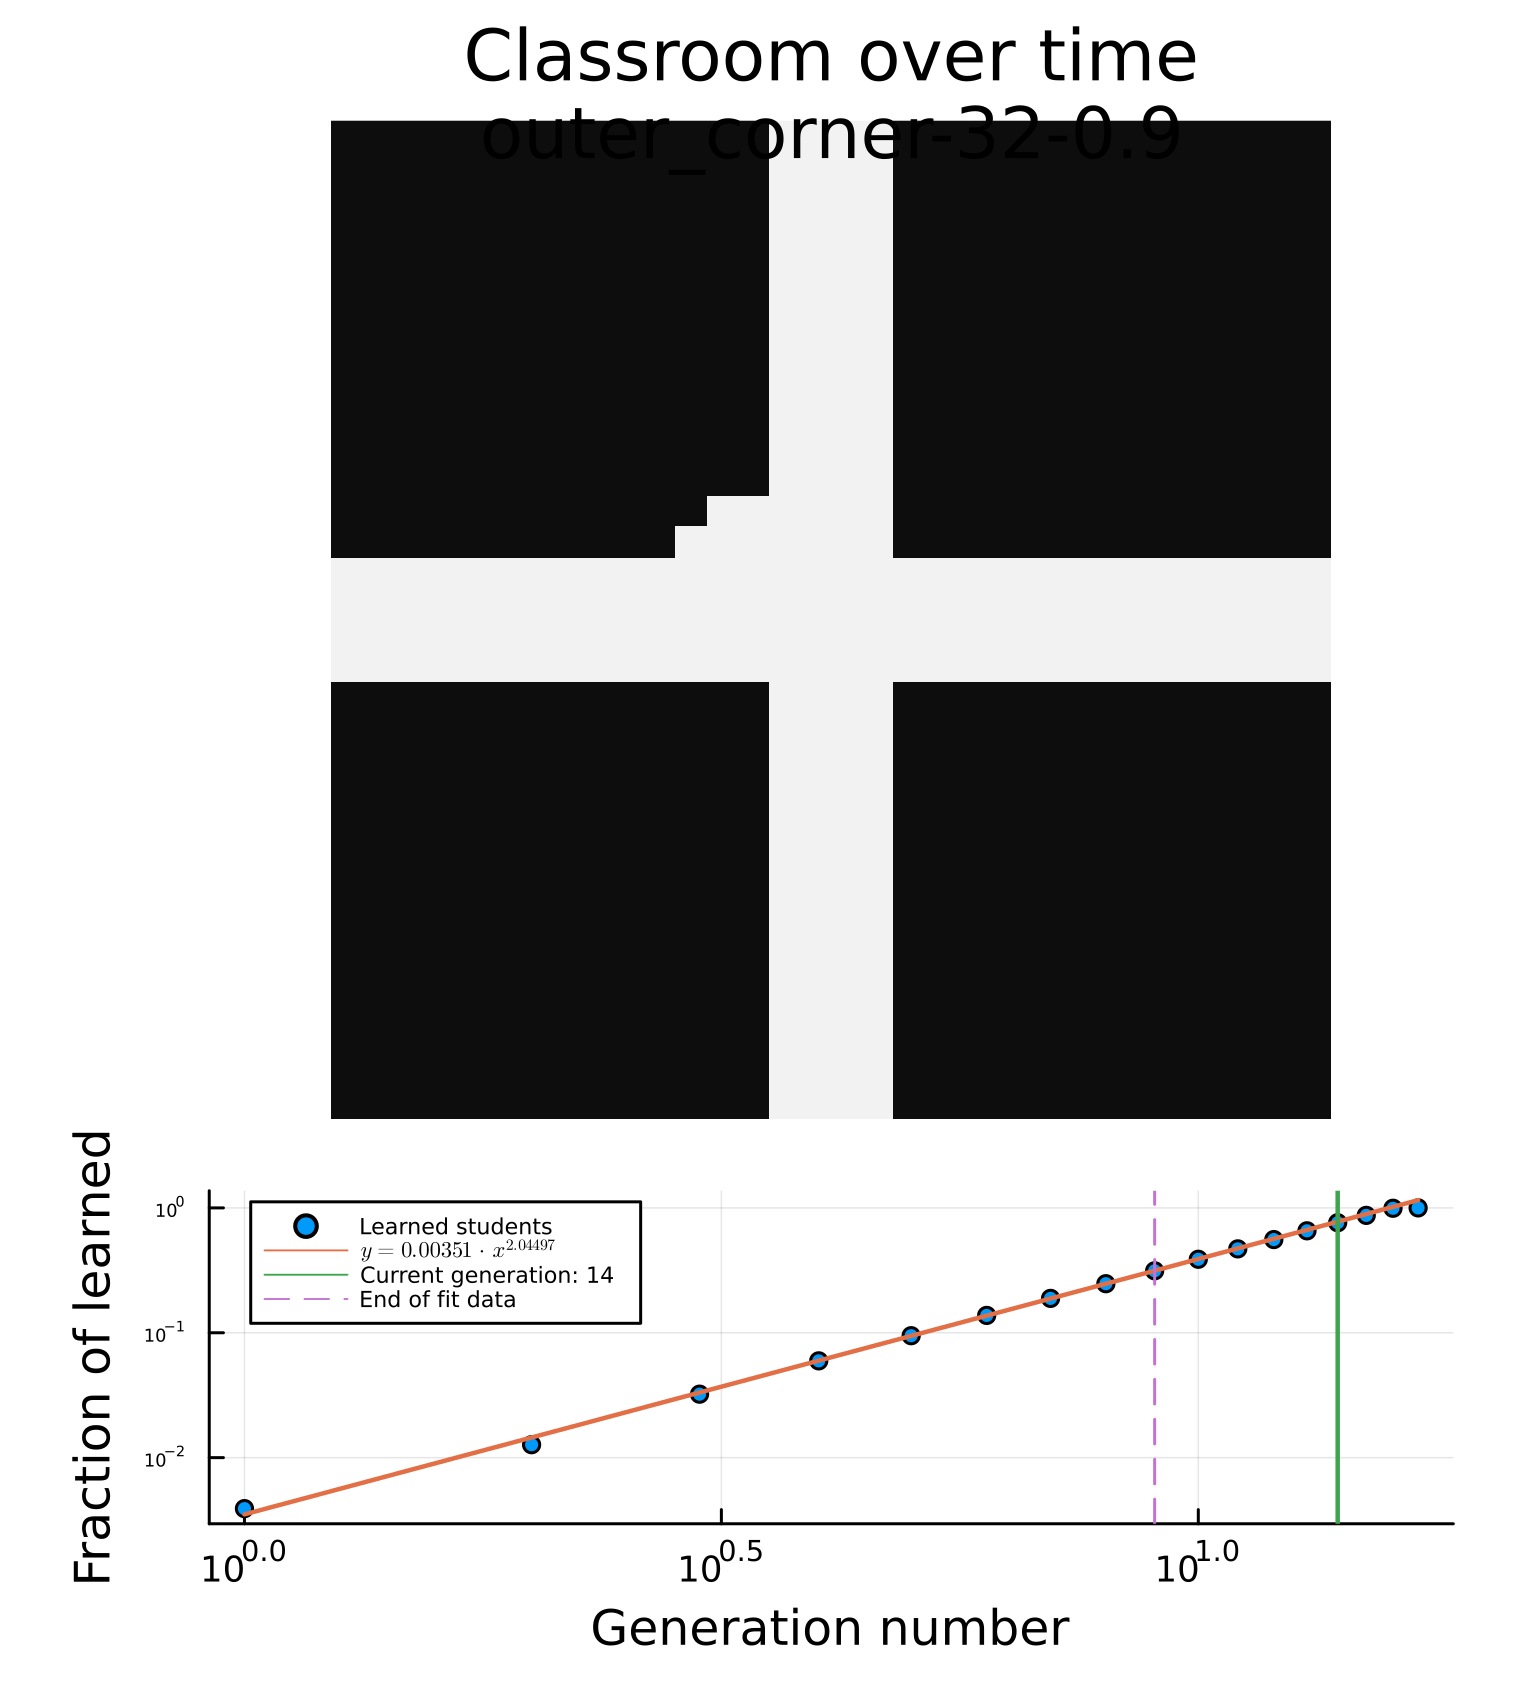 Classroom over time
outer_corner-32-0.9
Fraction of learned
10⁰
10⁻¹
10⁻²
Learned students
y = 0.00351 · x^2.04497
Current generation: 14
End of fit data
10^0.0
10^0.5
10^1.0
Generation number